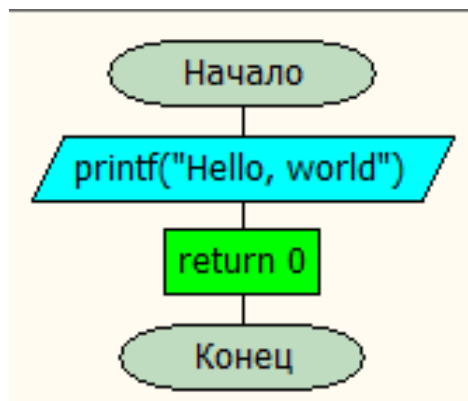 Начало
printf("Hello, world")
return 0
Конец